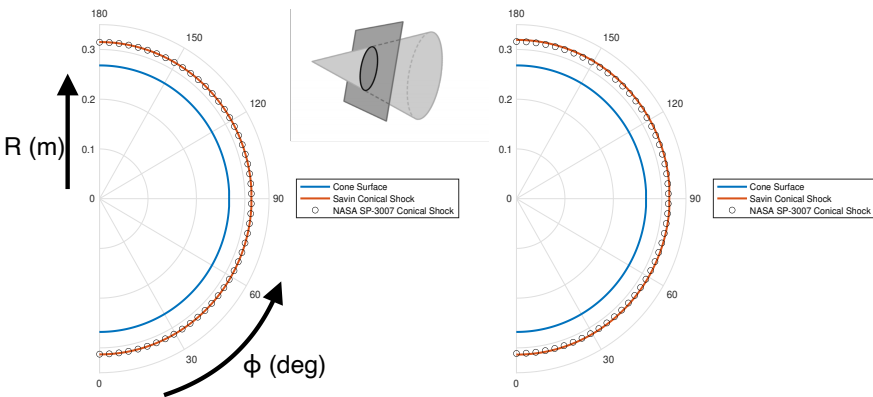 180
150
0.3
120
0.2
R (m)
0.1
0
90
Cone Surface
Savin Conical Shock
NASA SP-3007 Conical Shock
60
30
ϕ (deg)
0
180
150
0.3
120
0.2
0.1
0
90
Cone Surface
Savin Conical Shock
NASA SP-3007 Conical Shock
60
30
0